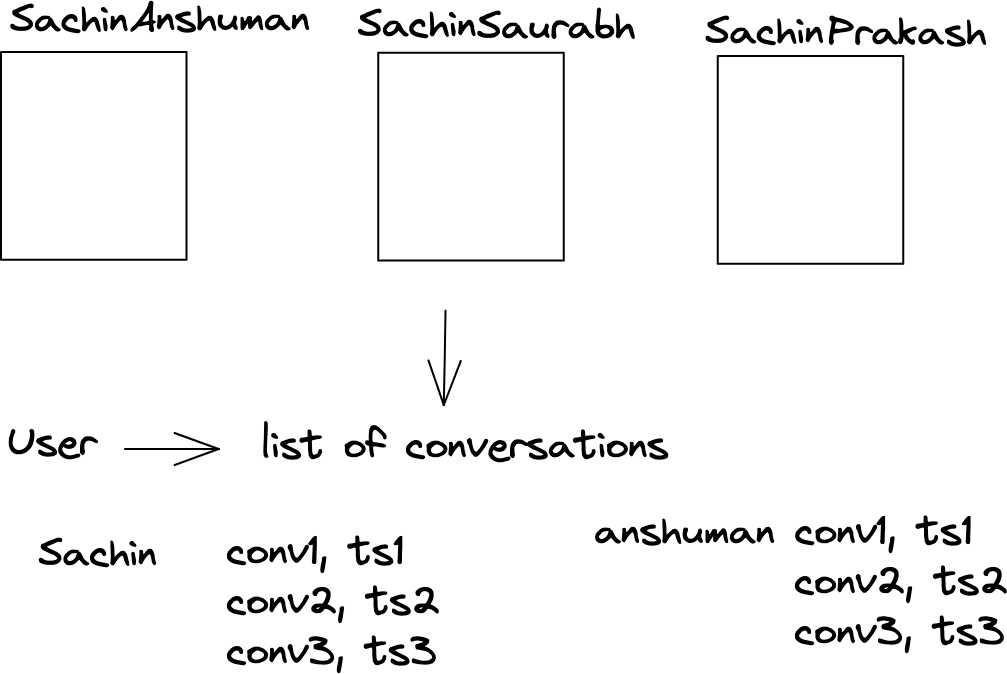 SachinAnshuman
SachinSaurabh
SachinPrakash
User
list of conversations
Sachin
conv1, ts1
conv2, ts2
conv3, ts3
anshuman
conv1, ts1
conv2, ts2
conv3, ts3